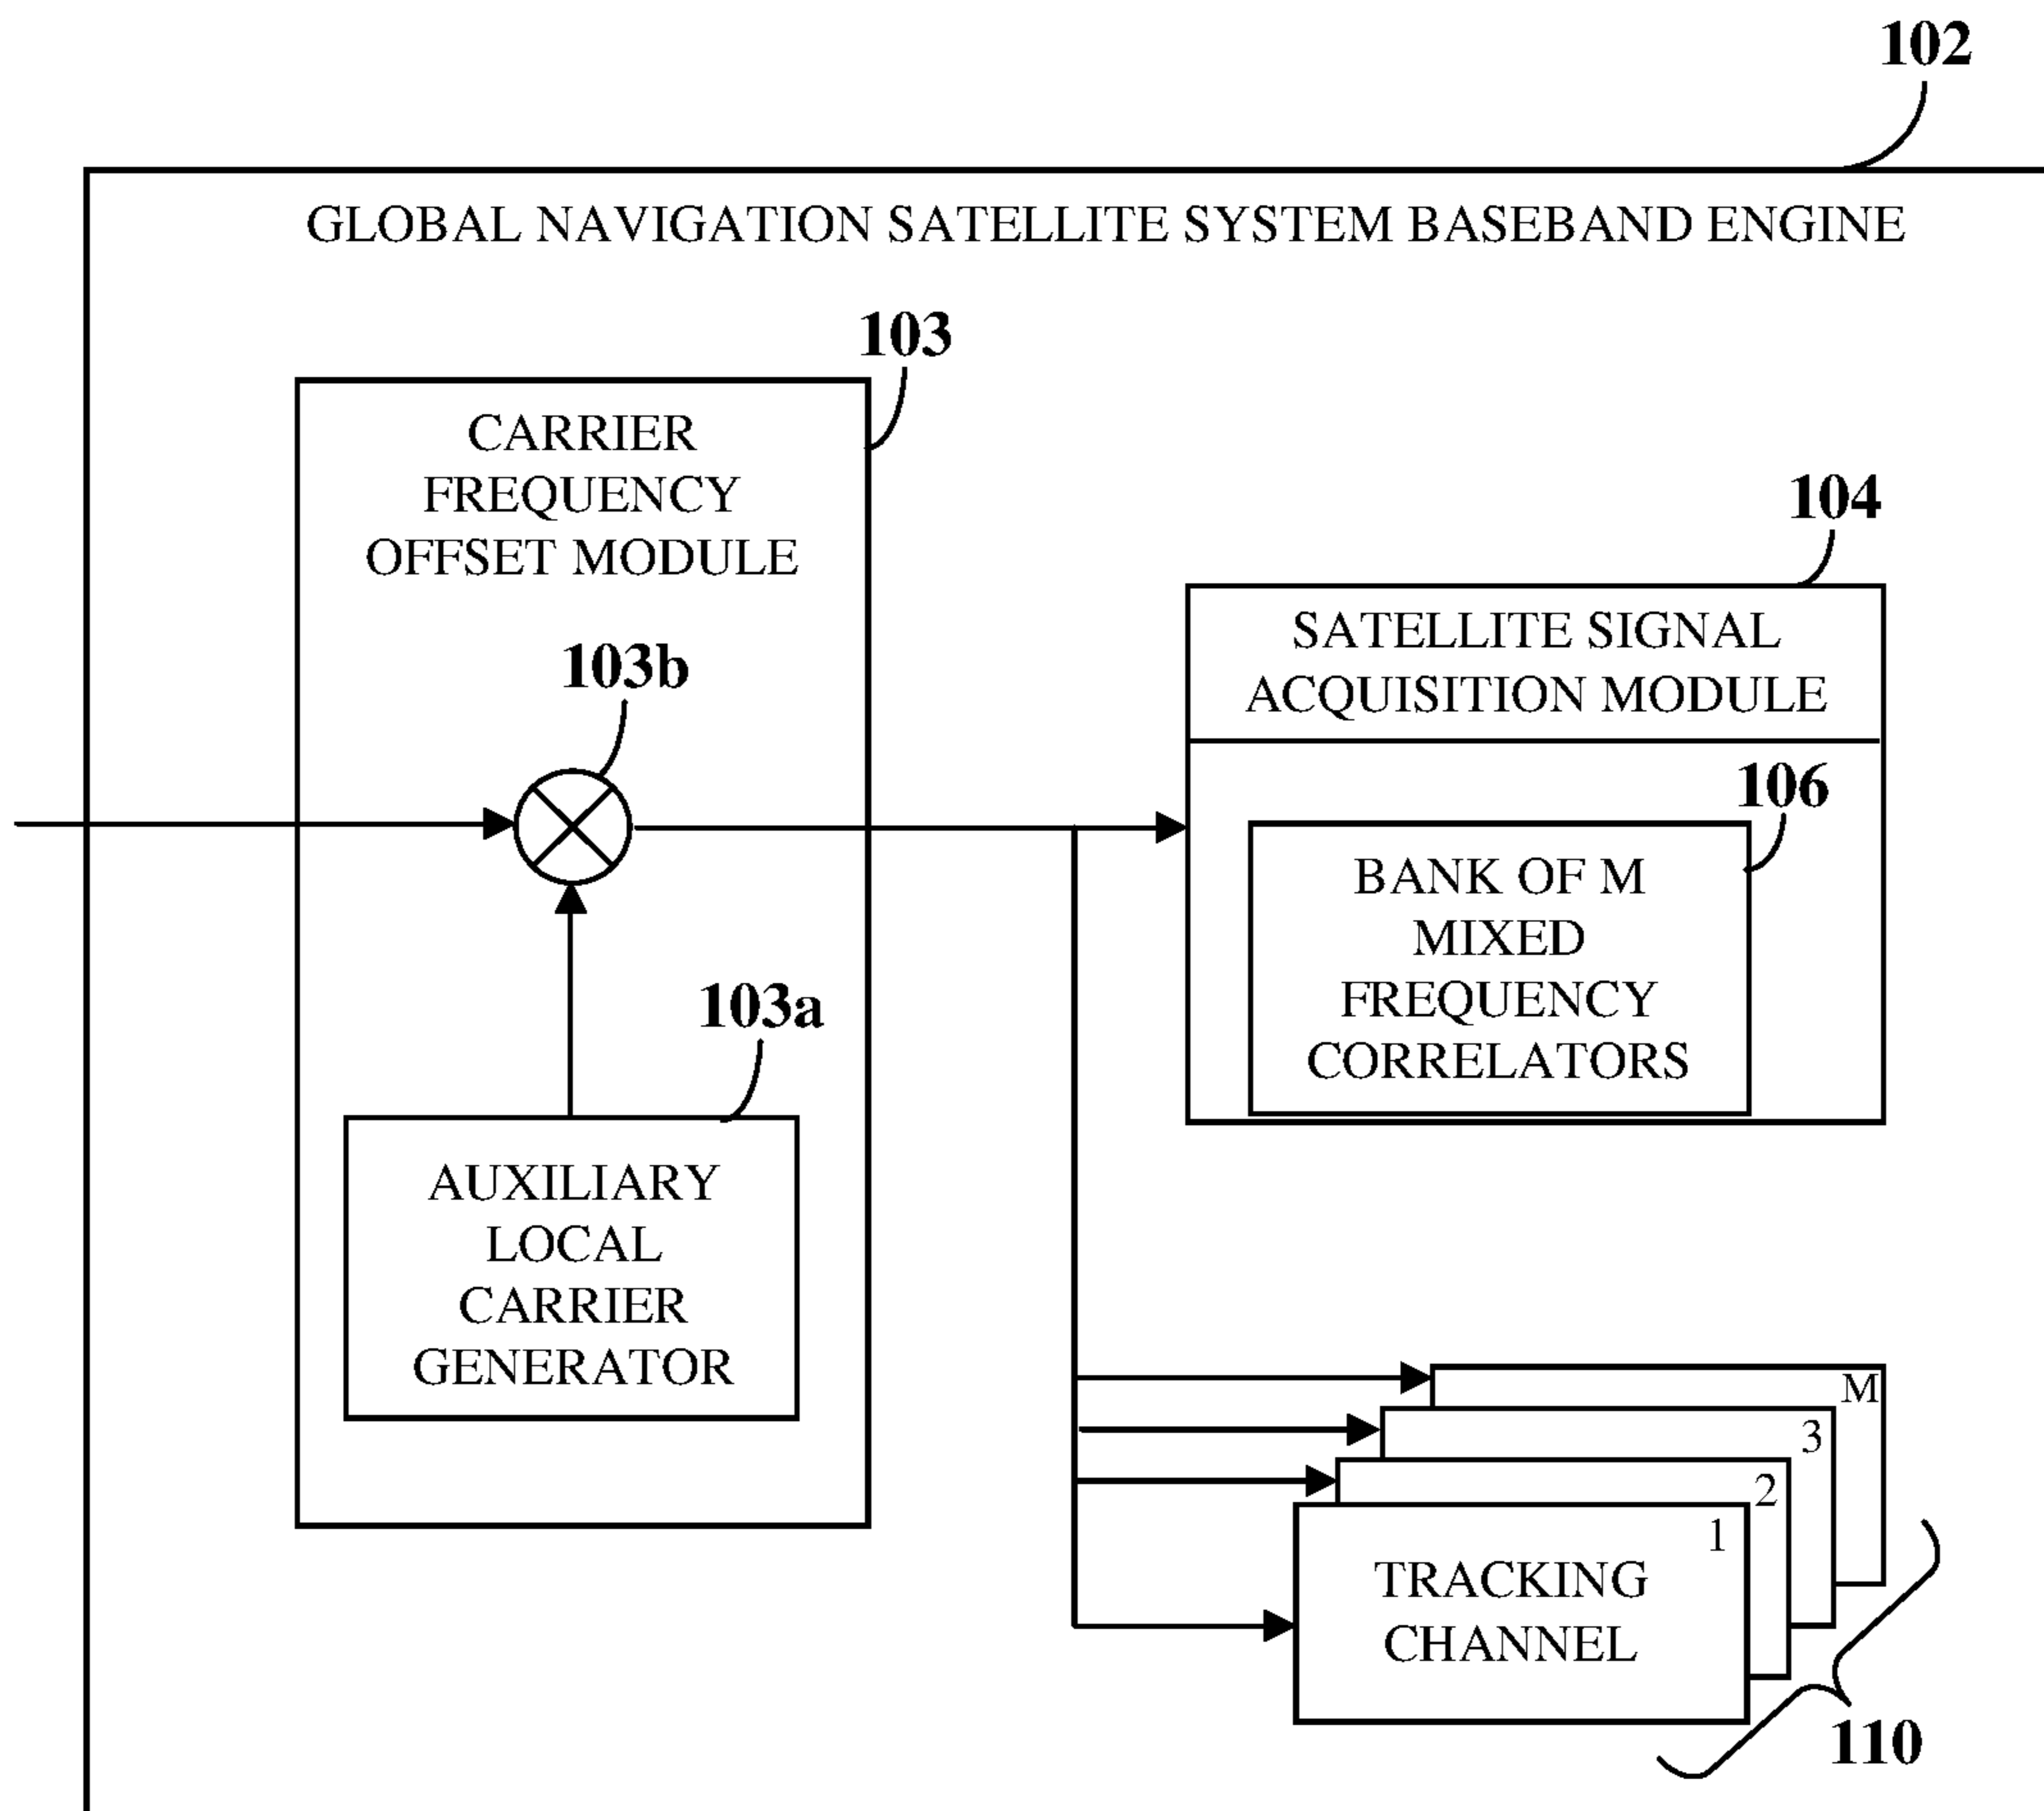 102
GLOBAL NAVIGATION SATELLITE SYSTEM BASEBAND ENGINE
103
CARRIER
FREQUENCY
OFFSET MODULE
103b
103a
AUXILIARY
LOCAL
CARRIER
GENERATOR
104
SATELLITE SIGNAL
ACQUISITION MODULE
106
BANK OF M
MIXED
FREQUENCY
CORRELATORS
M
3
2
1
TRACKING
CHANNEL
110